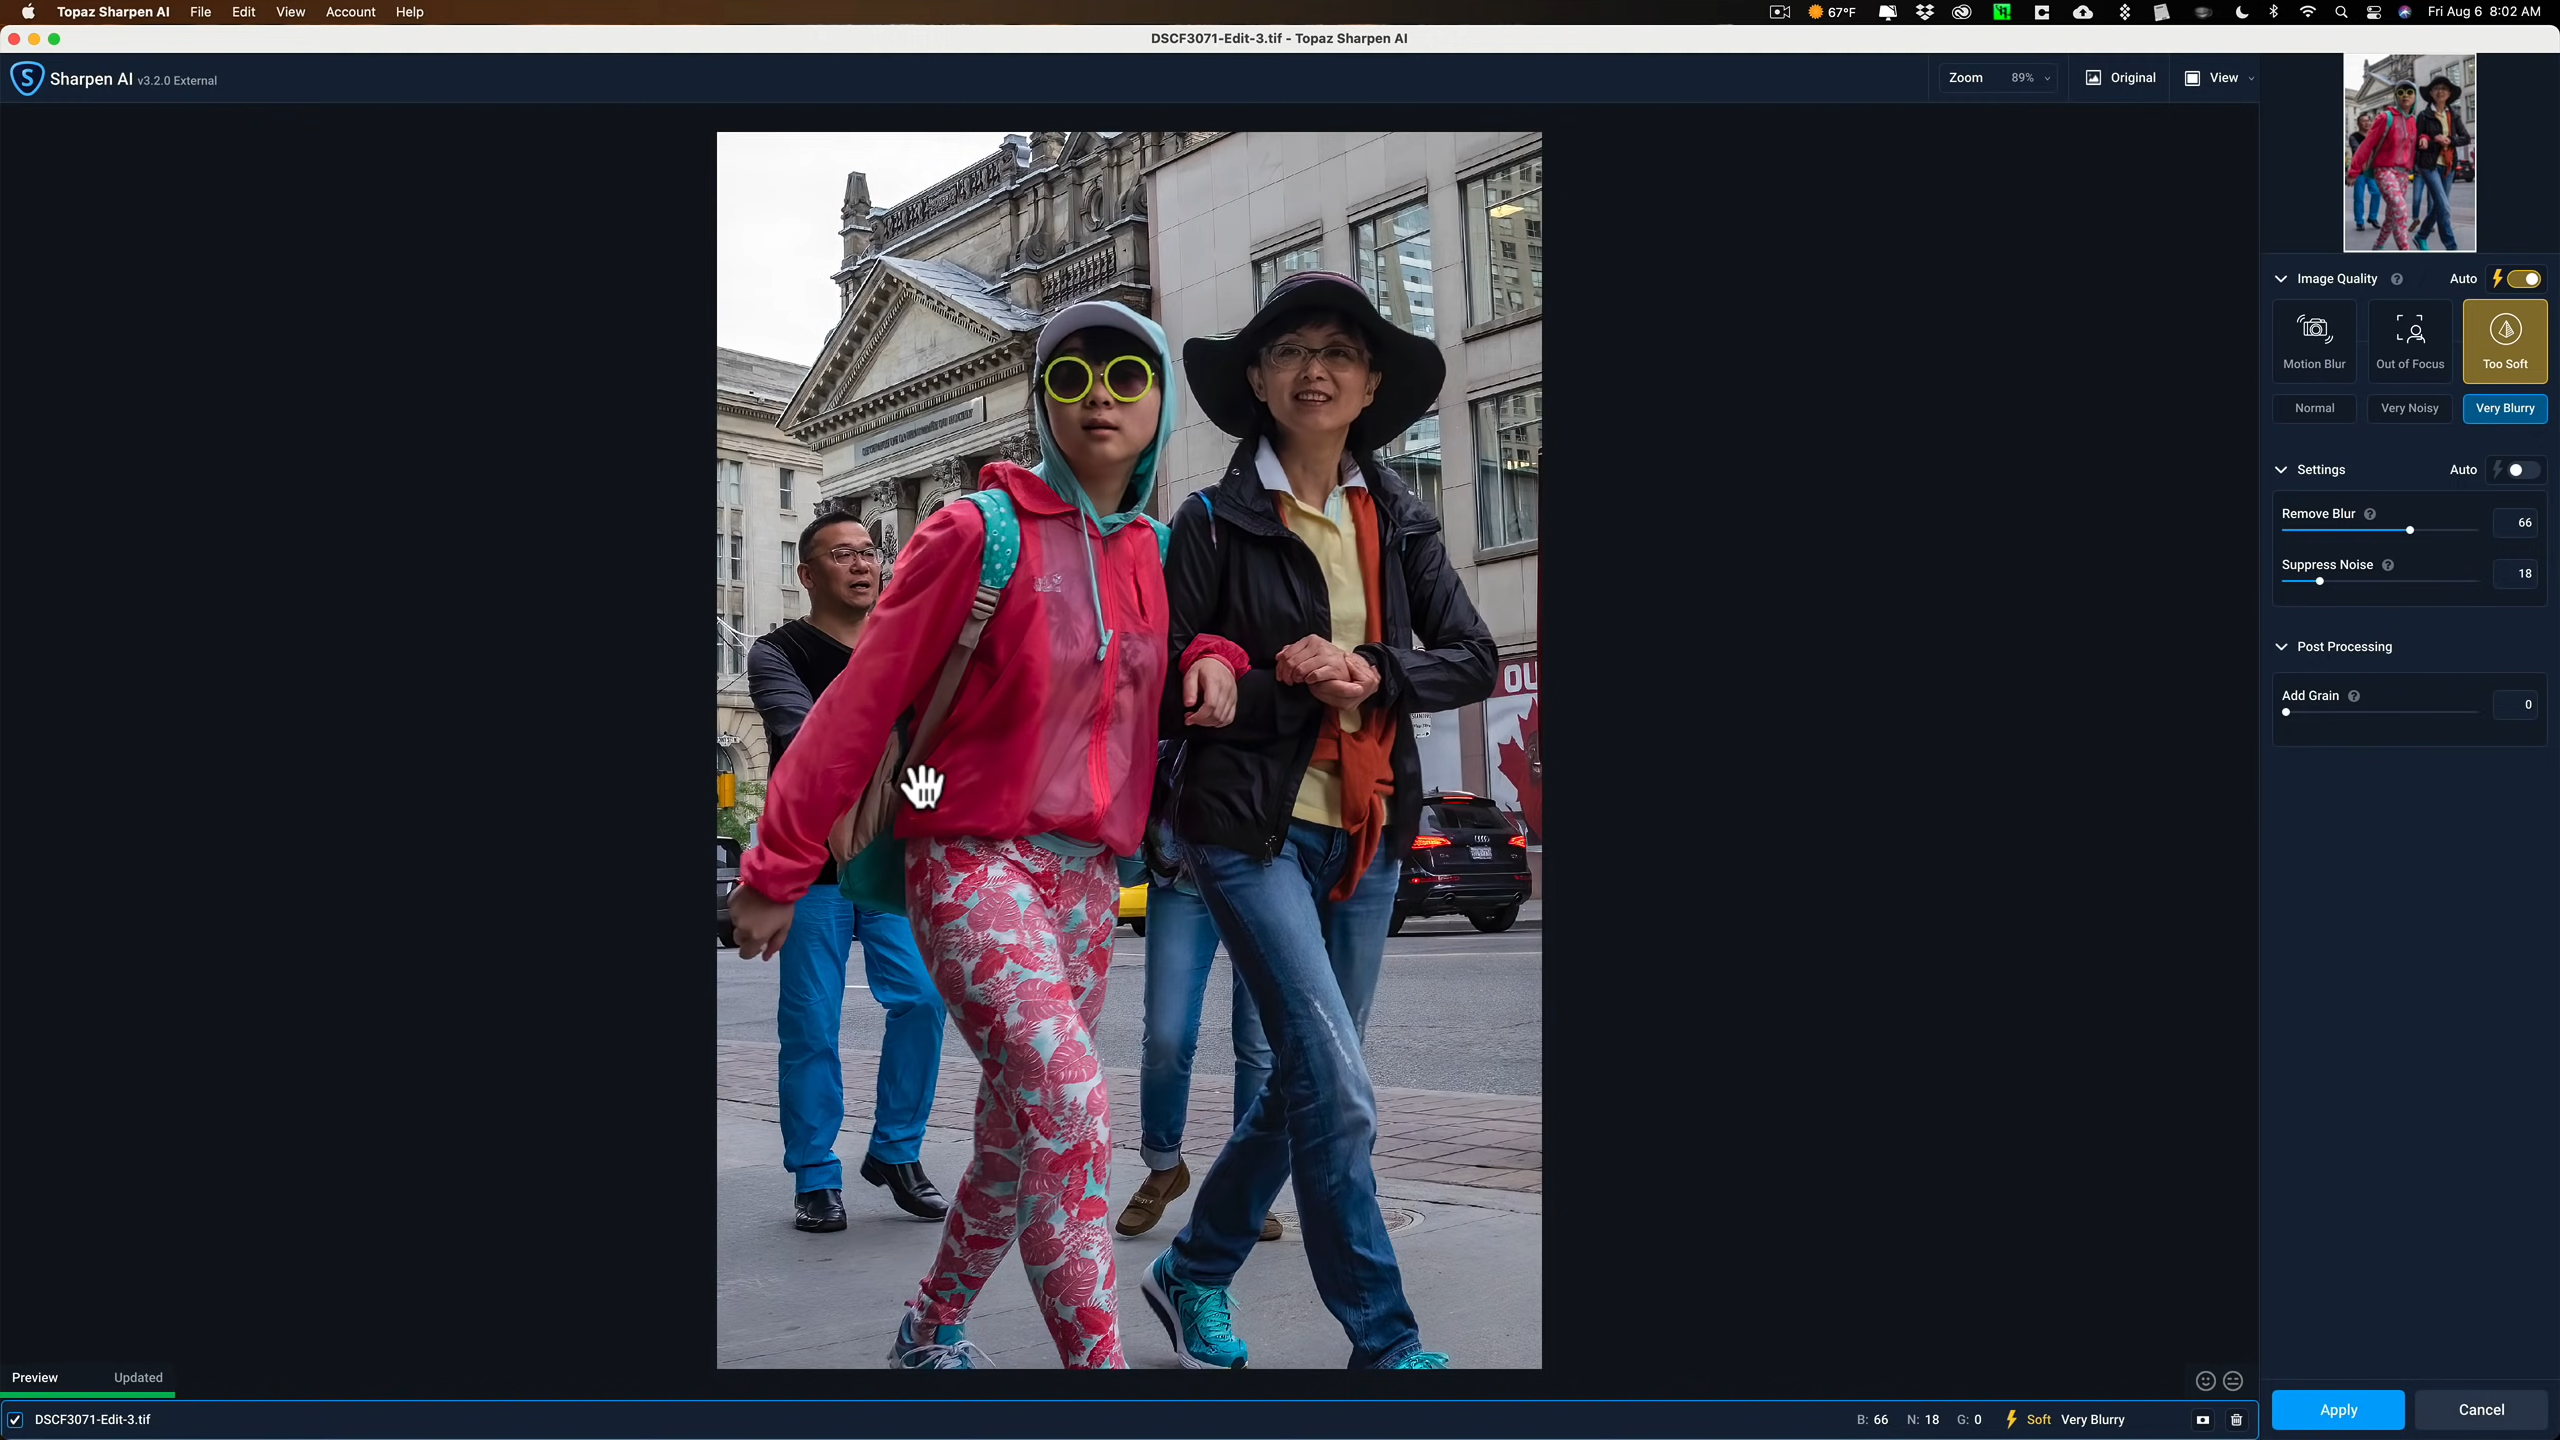 Topaz Sharpen AI File Edit View Account Help 67°F Fri Aug 6 8:02 AM
DSCF3071-Edit-3.tif - Topaz Sharpen AI
S Sharpen AI v3.2.0 External Zoom 89% Original View
Image Quality ? Auto
Motion Blur Out of Focus Too Soft
Normal Very Noisy Very Blurry
Settings Auto
Remove Blur ? 66
Suppress Noise ? 18
Post Processing
Add Grain ? 0
OU
Preview Updated
DSCF3071-Edit-3.tif B: 66 N: 18 G: 0 Soft Very Blurry
Apply Cancel